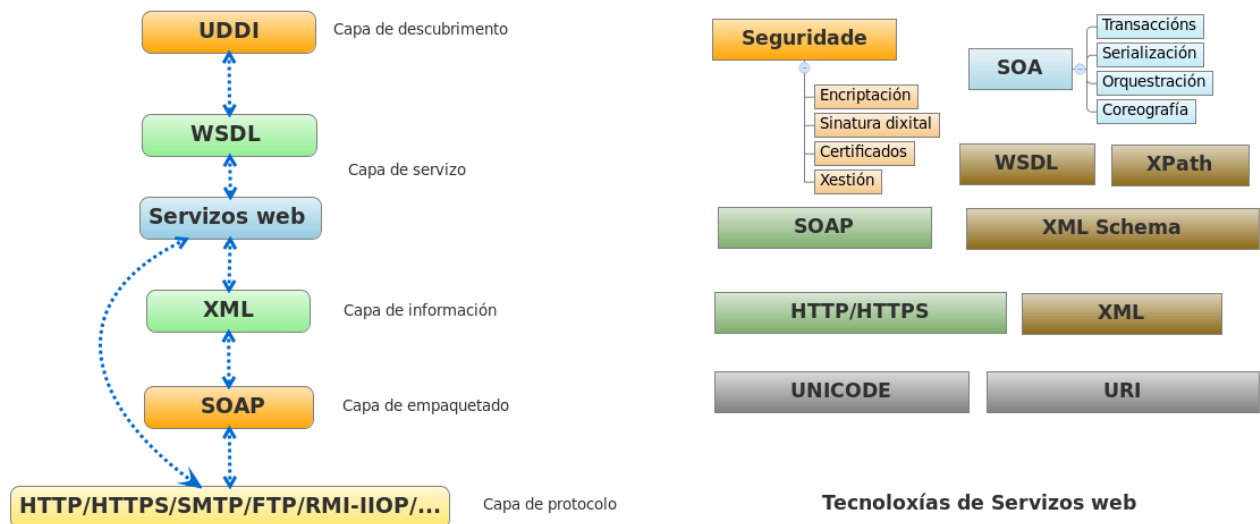 UDDI
Capa de descubrimento
WSDL
Capa de servizo
Servizos web
XML
Capa de información
SOAP
Capa de empaquetado
HTTP/HTTPS/SMTP/FTP/RMI-IIOP/...
Capa de protocolo
Seguridade
Encriptación
Sinatura dixital
Certificados
Xestión
SOA
Transaccións
Serialización
Orquestración
Coreografía
WSDL
XPath
SOAP
XML Schema
HTTP/HTTPS
XML
UNICODE
URI
Tecnoloxías de Servizos web